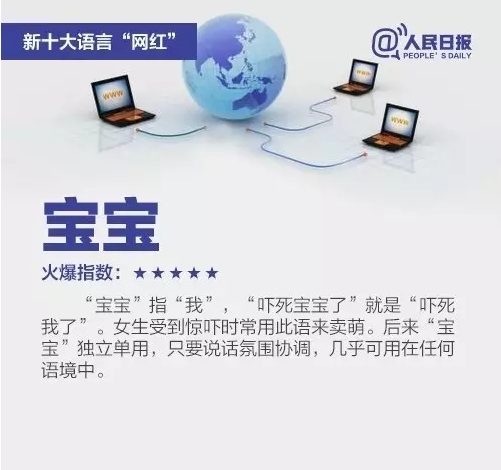 新十大语言“网红”
@人民日报
PEOPLE'S DAILY
WWW
WWW
WWW
宝宝
火爆指数：★★★★★
“宝宝”指“我”，“吓死宝宝了”就是“吓死
我了”。女生受到惊吓时常用此语来卖萌。后来“宝
宝”独立单用，只要说话氛围协调，几乎可用在任何
语境中。